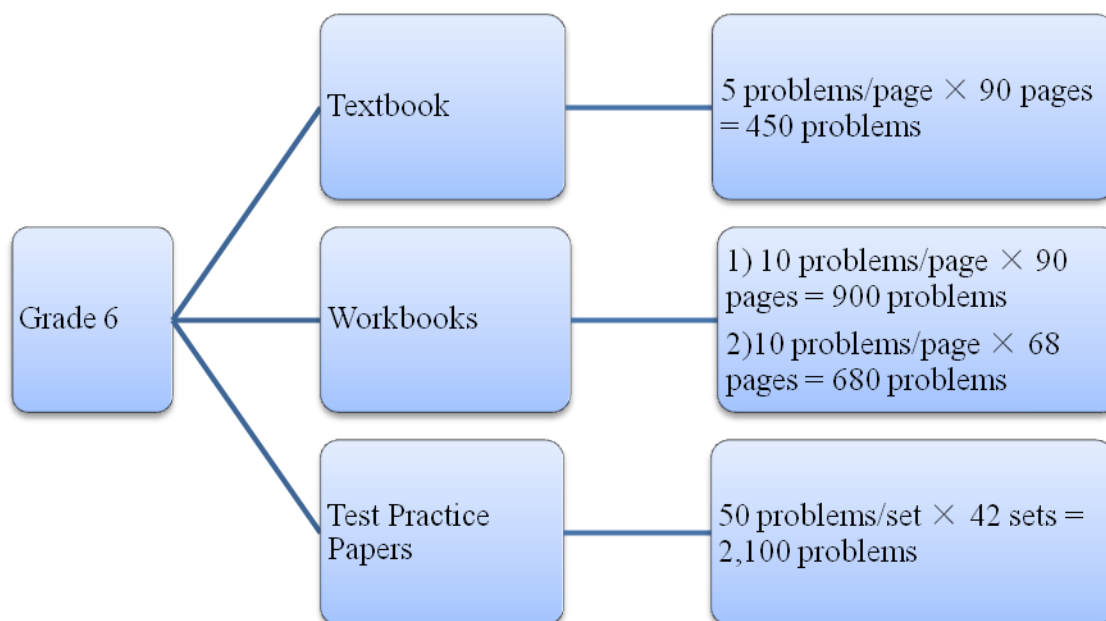 Textbook
5 problems/page × 90 pages
= 450 problems
Grade 6
Workbooks
1) 10 problems/page × 90
pages = 900 problems
2)10 problems/page × 68
pages = 680 problems
Test Practice
Papers
50 problems/set × 42 sets =
2,100 problems